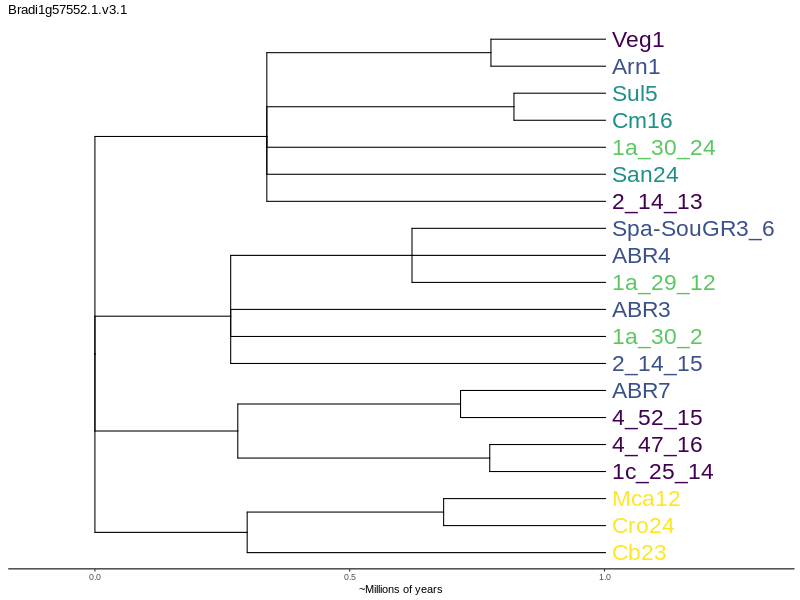 Bradi1g57552.1.v3.1
Veg1
Arn1
Sul5
Cm16
1a_30_24
San24
2_14_13
Spa-SouGR3_6
ABR4
1a_29_12
ABR3
1a_30_2
2_14_15
ABR7
4_52_15
4_47_16
1c_25_14
Mca12
Cro24
Cb23
0.0 0.5 1.0
~Millions of years